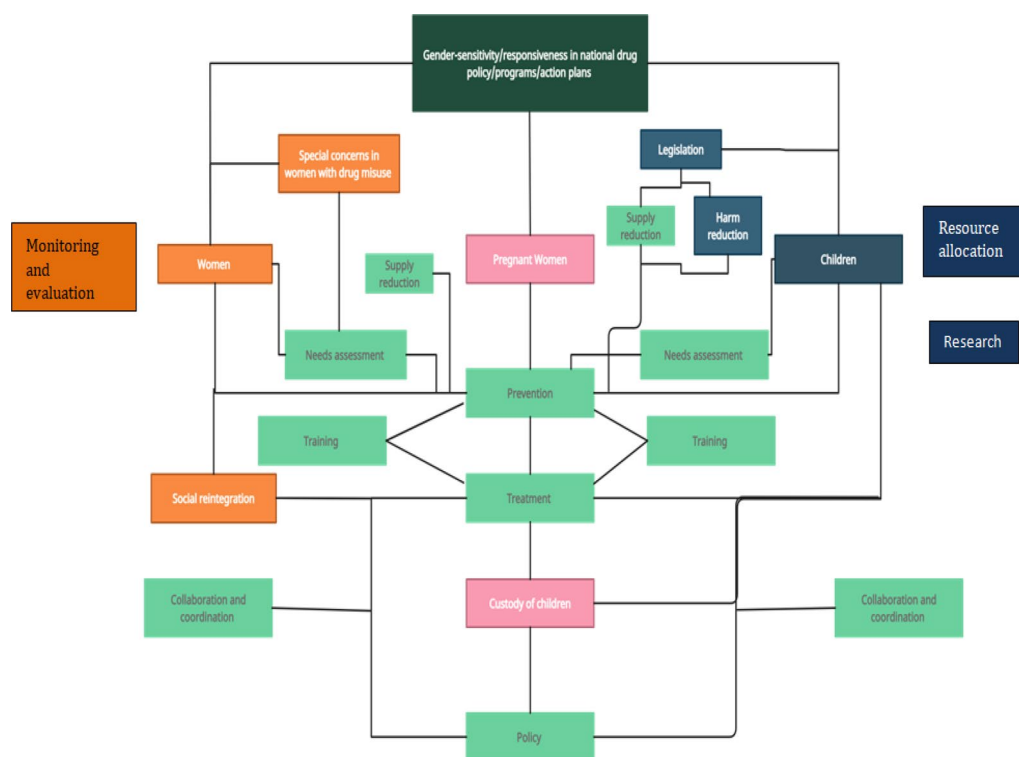 Gender-sensitivity/responsiveness in national drug
policy/programs/action plans
Special concerns in
women with drug misuse
Legislation
Supply
reduction
Harm
reduction
Monitoring
and
evaluation
Women
Supply
reduction
Pregnant Women
Children
Resource
allocation
Needs assessment
Needs assessment
Research
Prevention
Training
Training
Social reintegration
Treatment
Collaboration and
coordination
Custody of children
Collaboration and
coordination
Policy